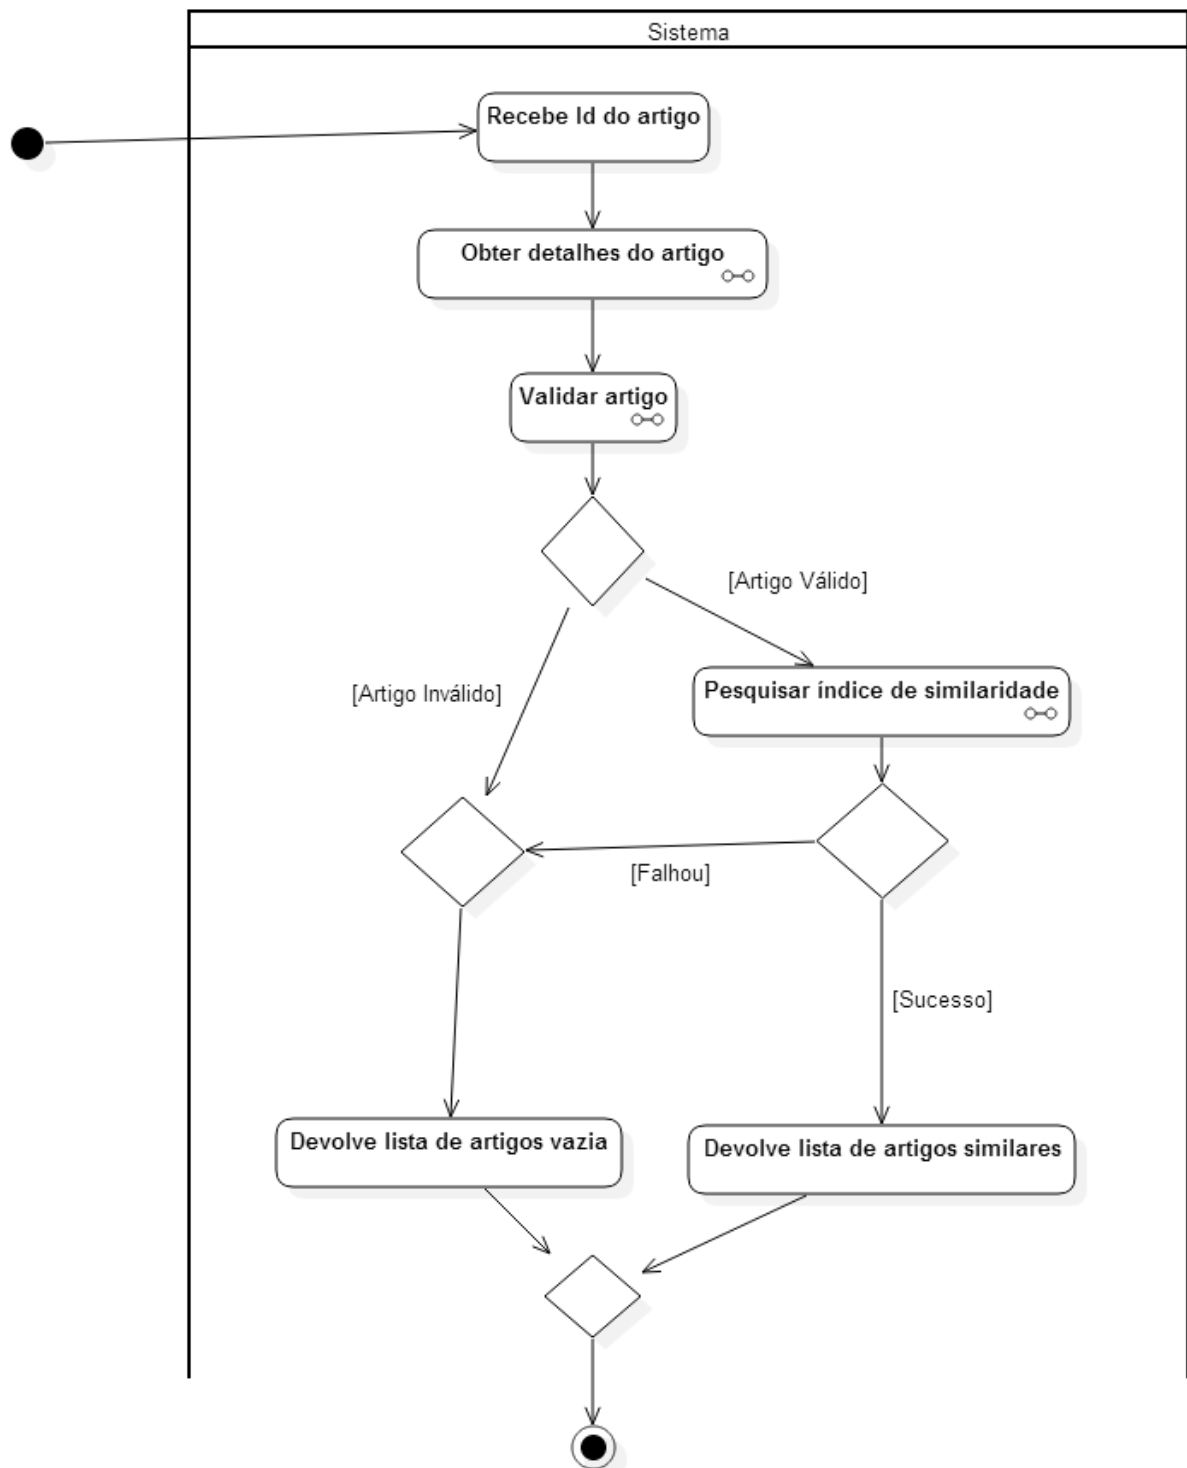 Sistema
Recebe Id do artigo
Obter detalhes do artigo
Validar artigo
[Artigo Válido]
Pesquisar índice de similaridade
[Artigo Inválido]
[Falhou]
[Sucesso]
Devolve lista de artigos vazia
Devolve lista de artigos similares